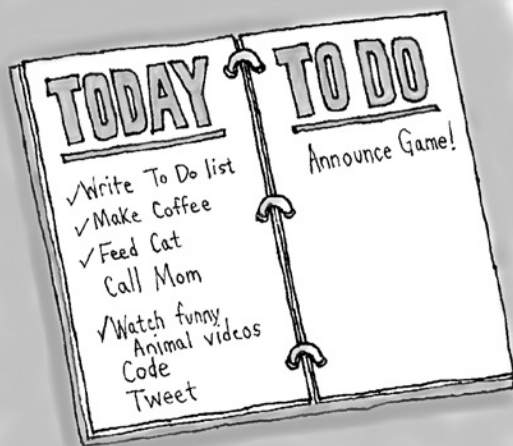 TODAY
✓Write To Do list
✓Make Coffee
✓Feed Cat
Call Mom
✓Watch funny
Animal videos
Code
Tweet
TO DO
Announce Game!